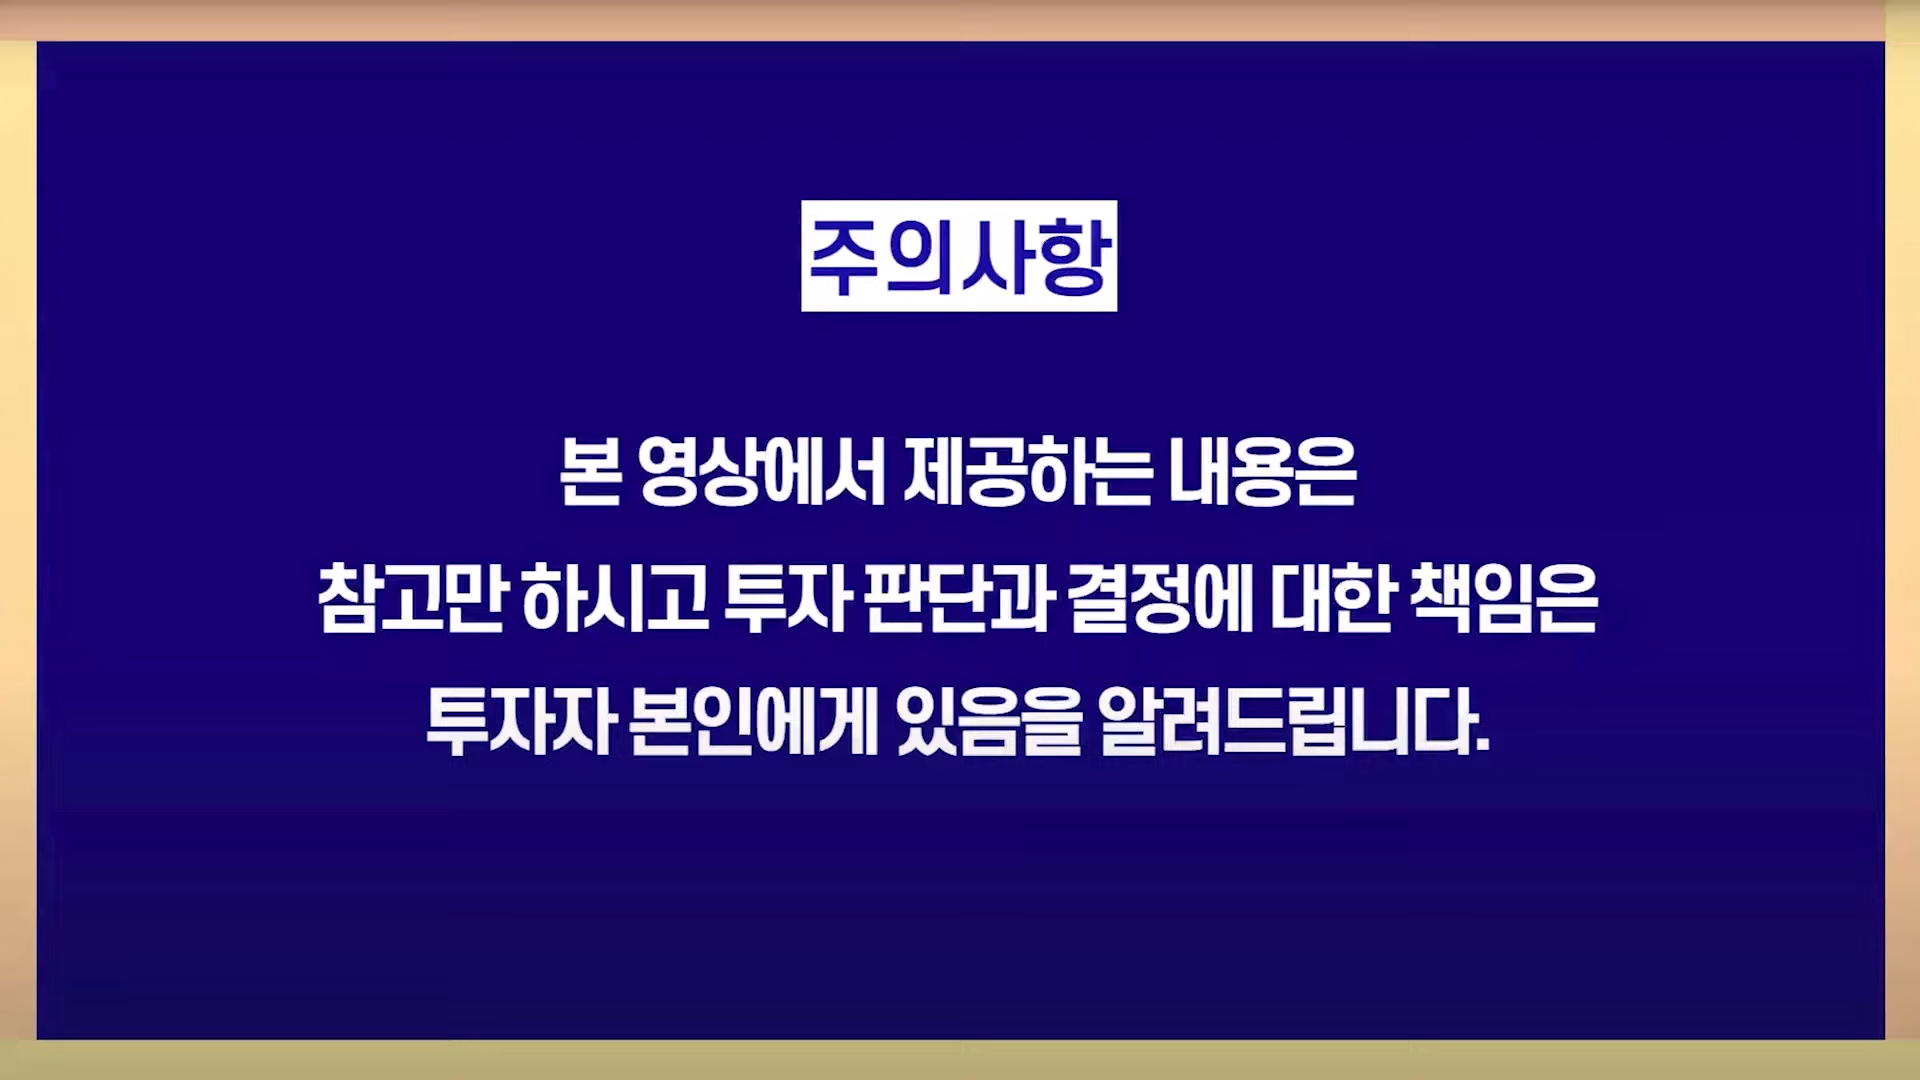 주의사항
본 영상에서 제공하는 내용은
참고만 하시고 투자 판단과 결정에 대한 책임은
투자자 본인에게 있음을 알려드립니다.